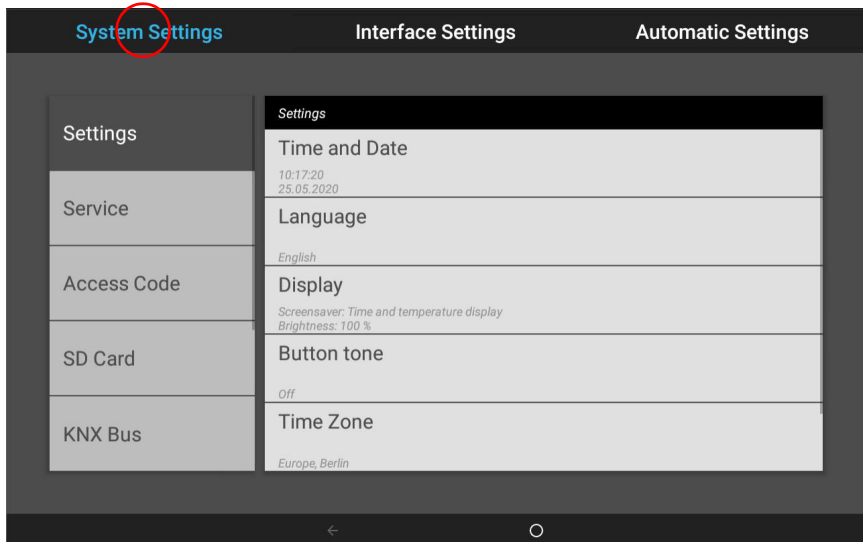 System Settings
Interface Settings
Automatic Settings
Settings
Service
Access Code
SD Card
KNX Bus
Settings
Time and Date
10:17:20
25.05.2020
Language
English
Display
Screensaver: Time and temperature display
Brightness: 100 %
Button tone
Off
Time Zone
Europe, Berlin